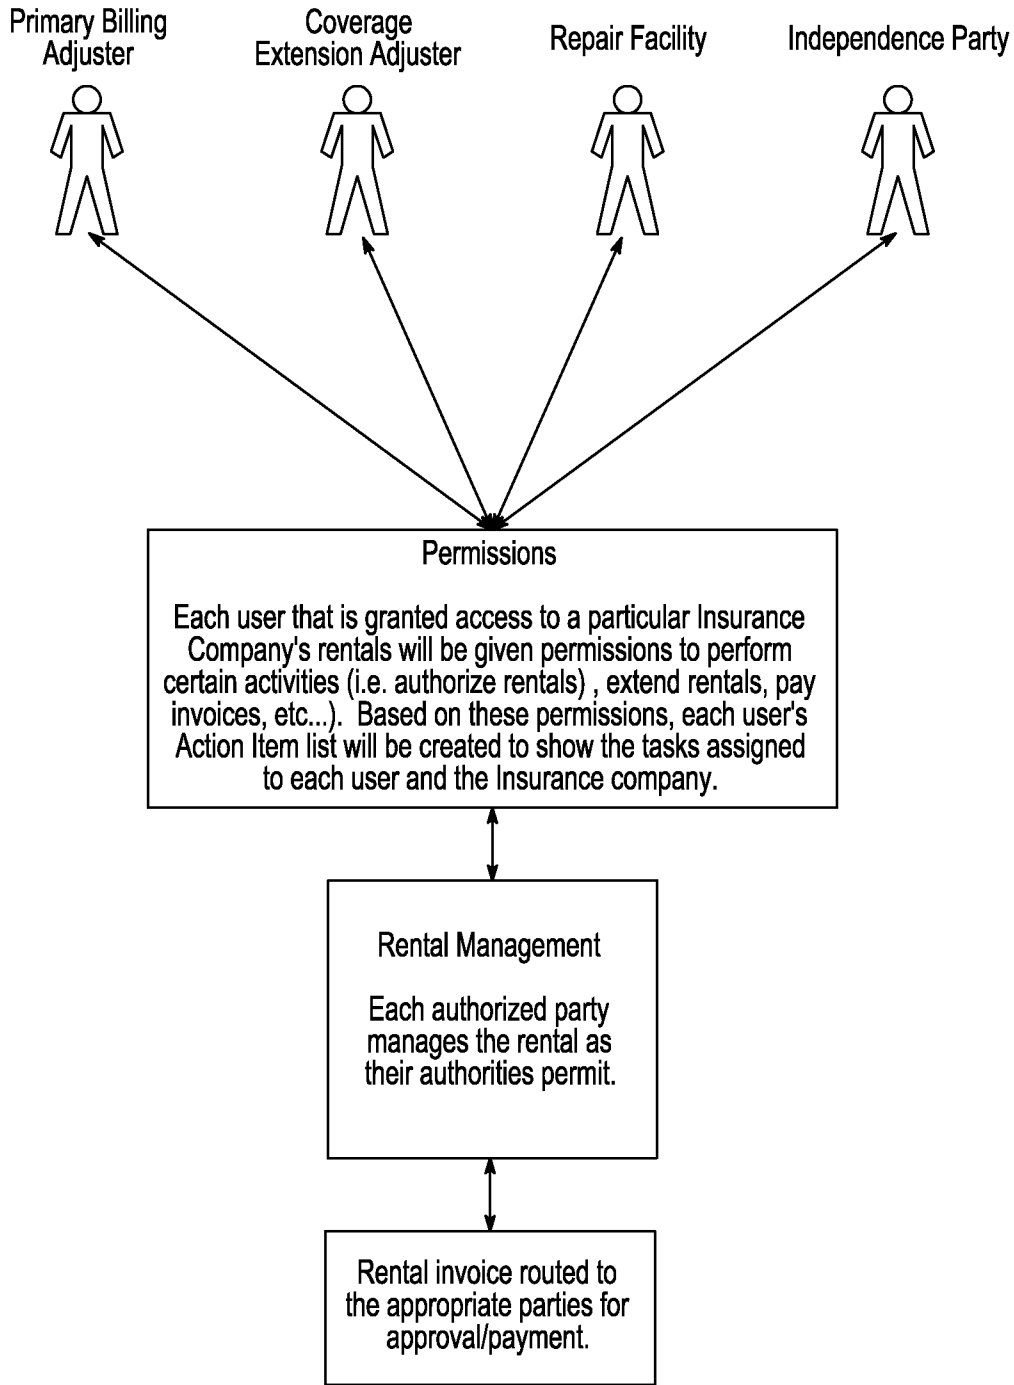 Primary Billing
Adjuster
Coverage
Extension Adjuster
Repair Facility
Independence Party
Permissions
Each user that is granted access to a particular Insurance
Company's rentals will be given permissions to perform
certain activities (i.e. authorize rentals) , extend rentals, pay
invoices, etc...).  Based on these permissions, each user's
Action Item list will be created to show the tasks assigned
to each user and the Insurance company.
Rental Management
Each authorized party
manages the rental as
their authorities permit.
Rental invoice routed to
the appropriate parties for
approval/payment.